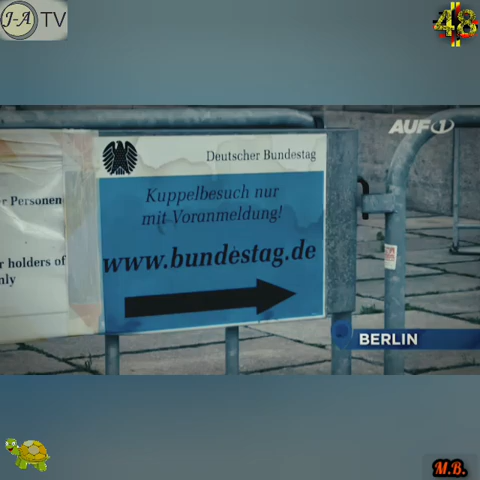 J-A TV
48
AUF1
Deutscher Bundestag
Kuppelbesuch nur
mit Voranmeldung!
www.bundestag.de
r Personen
r holders of
nly
BERLIN
M.B.